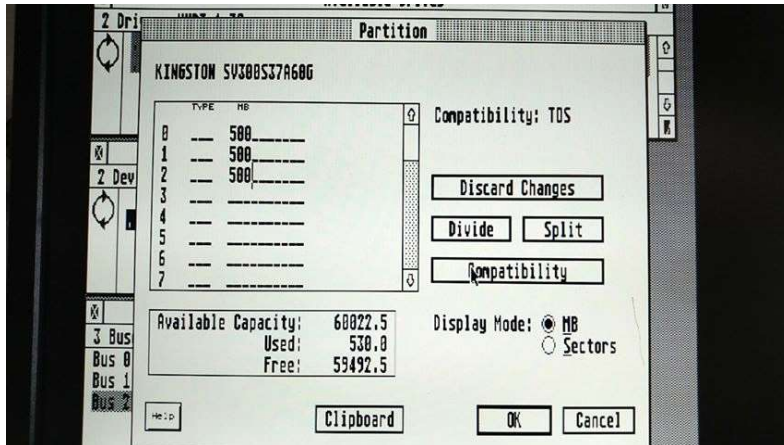 2 Dri
Partition
KINGSTON SV300S37A60G
TYPE MB
0 ___ 500
1 ___ 500
2 ___ 500
3
4
5
6
7
Compatibility: TOS
Discard Changes
Divide Split
Compatibility
Available Capacity: 60022.5
Used: 530.0
Free: 59492.5
Display Mode: MB
Sectors
Help Clipboard OK Cancel
2 Dev
3 Bus
Bus 0
Bus 1
Bus 2